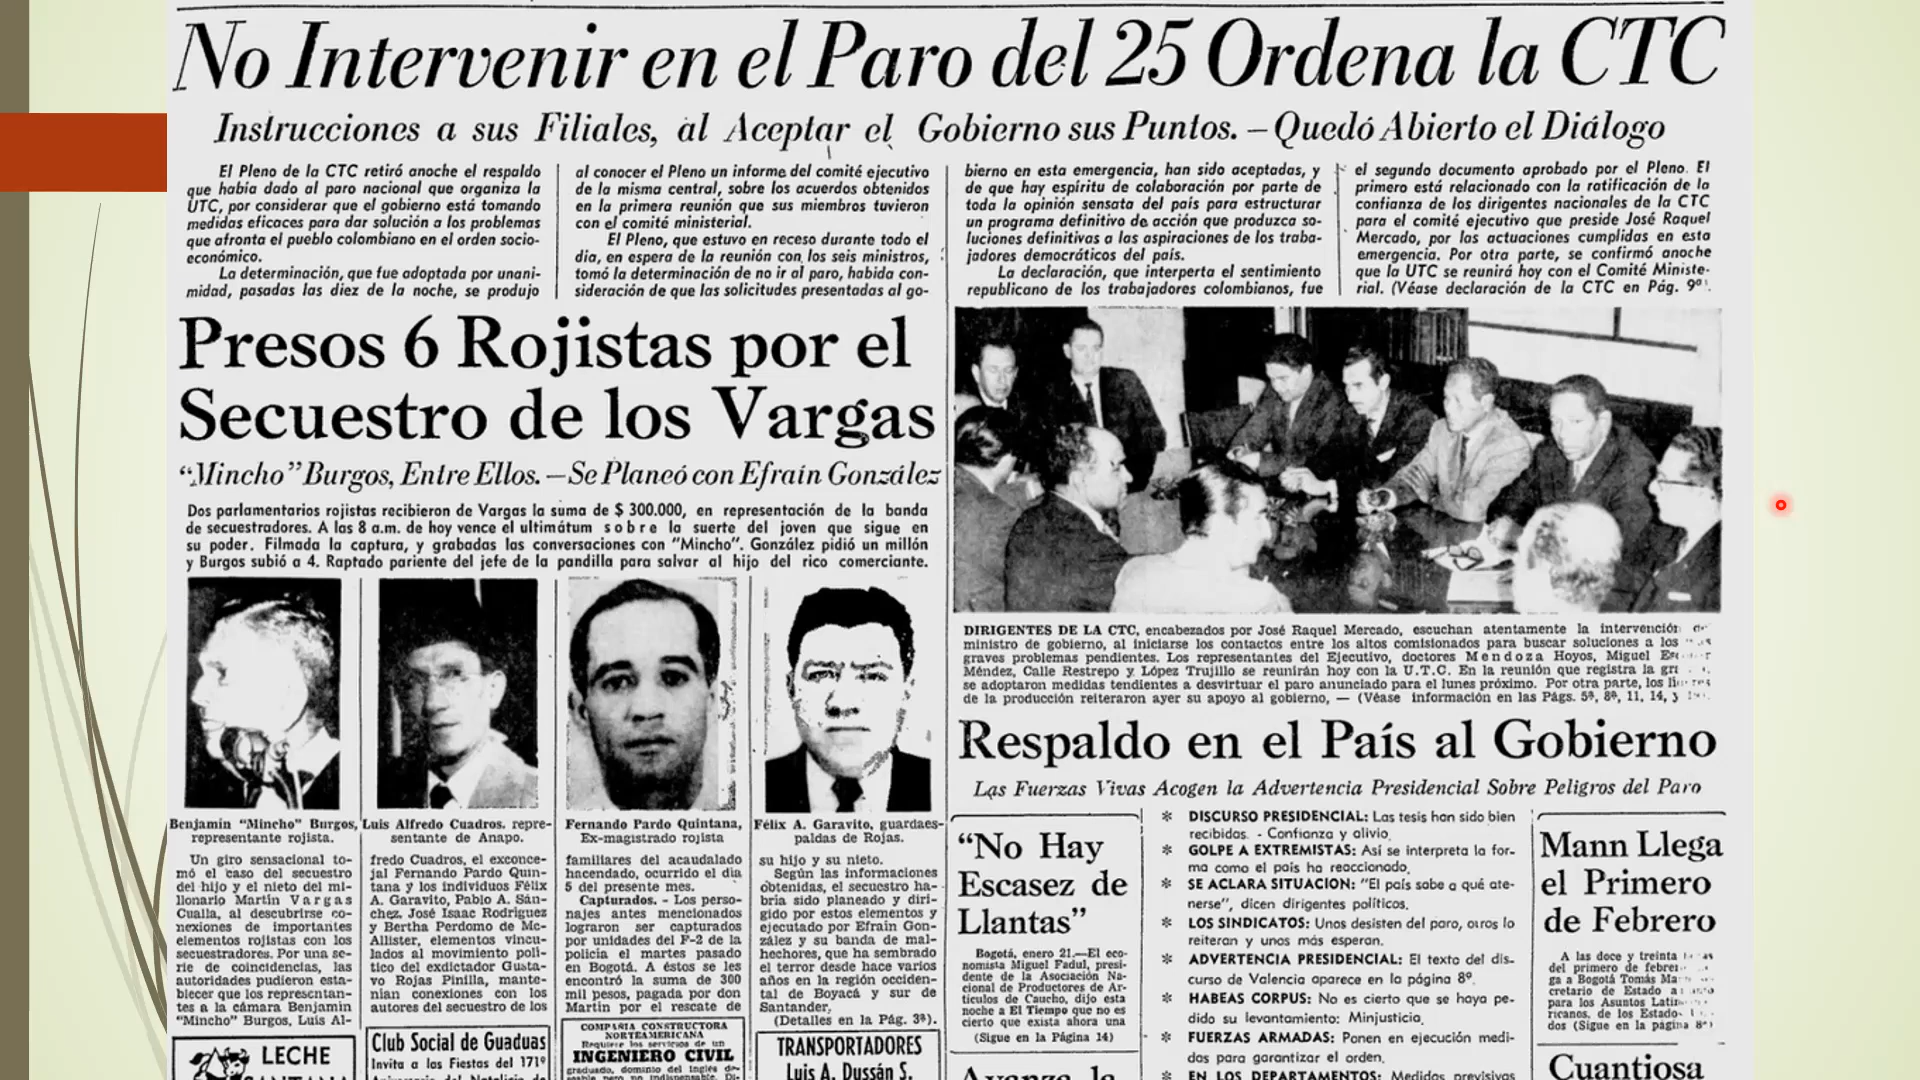 No Intervenir en el Paro del 25 Ordena la CTC
Instrucciones a sus Filiales, al Aceptar el Gobierno sus Puntos. – Quedó Abierto el Diálogo
El Pleno de la CTC retiró anoche el respaldo
que había dado al paro nacional que organiza la
UTC, por considerar que el gobierno está tomando
medidas eficaces para dar solución a los problemas
que afronta el pueblo colombiano en el orden socio-
económico.
La determinación, que fue adoptada por unani-
midad, pasadas las diez de la noche, se produjo
al conocer el Pleno un informe del comité ejecutivo
de la misma central, sobre los acuerdos obtenidos
en la primera reunión que sus miembros tuvieron
con el comité ministerial.
El Pleno, que estuvo en receso durante todo el
día, en espera de la reunión con los seis ministros,
tomó la determinación de no ir al paro, habida con-
sideración de que las solicitudes presentadas al go-
bierno en esta emergencia, han sido aceptadas, y
de que hay espíritu de colaboración por parte de
toda la opinión sensata del país para estructurar
un programa definitivo de acción que produzca so-
luciones definitivas a las aspiraciones de los traba-
jadores democráticos del país.
La declaración, que interperta el sentimiento
republicano de los trabajadores colombianos, fue
el segundo documento aprobado por el Pleno. El
primero está relacionado con la ratificación de la
confianza de los dirigentes nacionales de la CTC
para el comité ejecutivo que preside José Raquel
Mercado, por las actuaciones cumplidas en esta
emergencia. Por otra parte, se confirmó anoche
que la UTC se reunirá hoy con el Comité Ministe-
rial. (Véase declaración de la CTC en Pág. 9ª).
Presos 6 Rojistas por el
Secuestro de los Vargas
“Mincho” Burgos, Entre Ellos. – Se Planeó con Efraín González
Dos parlamentarios rojistas recibieron de Vargas la suma de $ 300.000, en representación de la banda
de secuestradores. A las 8 a.m. de hoy vence el ultimátum sobre la suerte del joven que sigue en
su poder. Filmada la captura, y grabadas las conversaciones con "Mincho". González pidió un millón
y Burgos subió a 4. Raptado pariente del jefe de la pandilla para salvar al hijo del rico comerciante.
Benjamin “Mincho” Burgos,
representante rojista.
Luis Alfredo Cuadros. repre-
sentante de Anapo.
Fernando Pardo Quintana,
Ex-magistrado rojista
Félix A. Garavito, guardaes-
paldas de Rojas.
Un giro sensacional to-
mó el caso del secuestro
del hijo y el nieto del mi-
llonario Martin Vargas
Cualla, al descubrirse co-
nexiones de importantes
elementos rojistas con los
secuestradores. Por una se-
rie de coincidencias, las
autoridades pudieron esta-
blecer que los representan-
tes a la cámara Benjamin
“Mincho” Burgos, Luis Al-
fredo Cuadros, el exconce-
jal Fernando Pardo Quin-
tana y los individuos Félix
A. Garavito, Pablo A. Sán-
chez, José Isaac Rodriguez
y Bertha Perdomo de Mc-
Allister, elementos vincu-
lados al movimiento polí-
tico del exdictador Gusta-
vo Rojas Pinilla, mante-
nían conexiones con los
autores del secuestro de los
familiares del acaudalado
hacendado, ocurrido el día
5 del presente mes.
Capturados. - Los perso-
najes antes mencionados
lograron ser capturados
por unidades del F-2 de la
policía el martes pasado
en Bogotá. A éstos se les
encontró la suma de 300
mil pesos, pagada por don
Martin por el rescate de
su hijo y su nieto.
Según las informaciones
obtenidas, el secuestro ha-
bría sido planeado y diri-
gido por estos elementos y
ejecutado por Efrain Gon-
zález y su banda de mal-
hechores, que ha sembrado
el terror desde hace varios
años en la región occiden-
tal de Boyacá y sur de
Santander.
(Detalles en la Pág. 3ª).
LECHE
Club Social de Guaduas
Invita a las Fiestas del 171º
COMPAÑIA CONSTRUCTORA
NORTEAMERICANA
Requiere los servicios de un
INGENIERO CIVIL
graduado, dominio del inglés
TRANSPORTADORES
Luis A. Dussán S.
DIRIGENTES DE LA CTC, encabezados por José Raquel Mercado, escuchan atentamente la intervención
ministro de gobierno, al iniciarse los contactos entre los altos comisionados para buscar soluciones a los
graves problemas pendientes. Los representantes del Ejecutivo, doctores Mendoza Hoyos, Miguel
Méndez, Calle Restrepo y López Trujillo se reunirán hoy con la U.T.C. En la reunión que registra la
se adoptaron medidas tendientes a desvirtuar el paro anunciado para el lunes próximo. Por otra parte, los
de la producción reiteraron ayer su apoyo al gobierno, — (Véase información en las Págs. 5ª, 8ª, 11, 14, y
Respaldo en el País al Gobierno
Las Fuerzas Vivas Acogen la Advertencia Presidencial Sobre Peligros del Paro
“No Hay
Escasez de
Llantas”
Bogotá, enero 21.—El eco-
nomista Miguel Fadul, presi-
dente de la Asociación Na-
cional de Productores de Ar-
tículos de Caucho, dijo esta
noche a El Tiempo que no es
cierto que exista ahora una
(Sigue en la Página 14)
Avanza la
* DISCURSO PRESIDENCIAL: Las tesis han sido bien
recibidas. - Confianza y alivio.
* GOLPE A EXTREMISTAS: Así se interpreta la for-
ma como el país ha reaccionado.
* SE ACLARA SITUACION: "El país sabe a qué ate-
nerse", dicen dirigentes políticos.
* LOS SINDICATOS: Unos desisten del paro, otros lo
reiteran y unos más esperan.
* ADVERTENCIA PRESIDENCIAL: El texto del dis-
curso de Valencia aparece en la página 8ª.
* HABEAS CORPUS: No es cierto que se haya pe-
dido su levantamiento: Minjusticia.
* FUERZAS ARMADAS: Ponen en ejecución medi-
das para garantizar el orden.
* EN LOS DEPARTAMENTOS: Medidas previsivas
Mann Llega
el Primero
de Febrero
A las doce y treinta
del primero de
ga a Bogotá Tomás
cretario de Estado
para los Asuntos
ricanos, de los
dos (Sigue en la página 8ª)
Cuantiosa